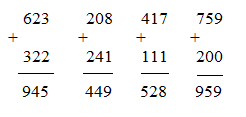 623 208 417 759
+ + + +
322 241 111 200
945 449 528 959